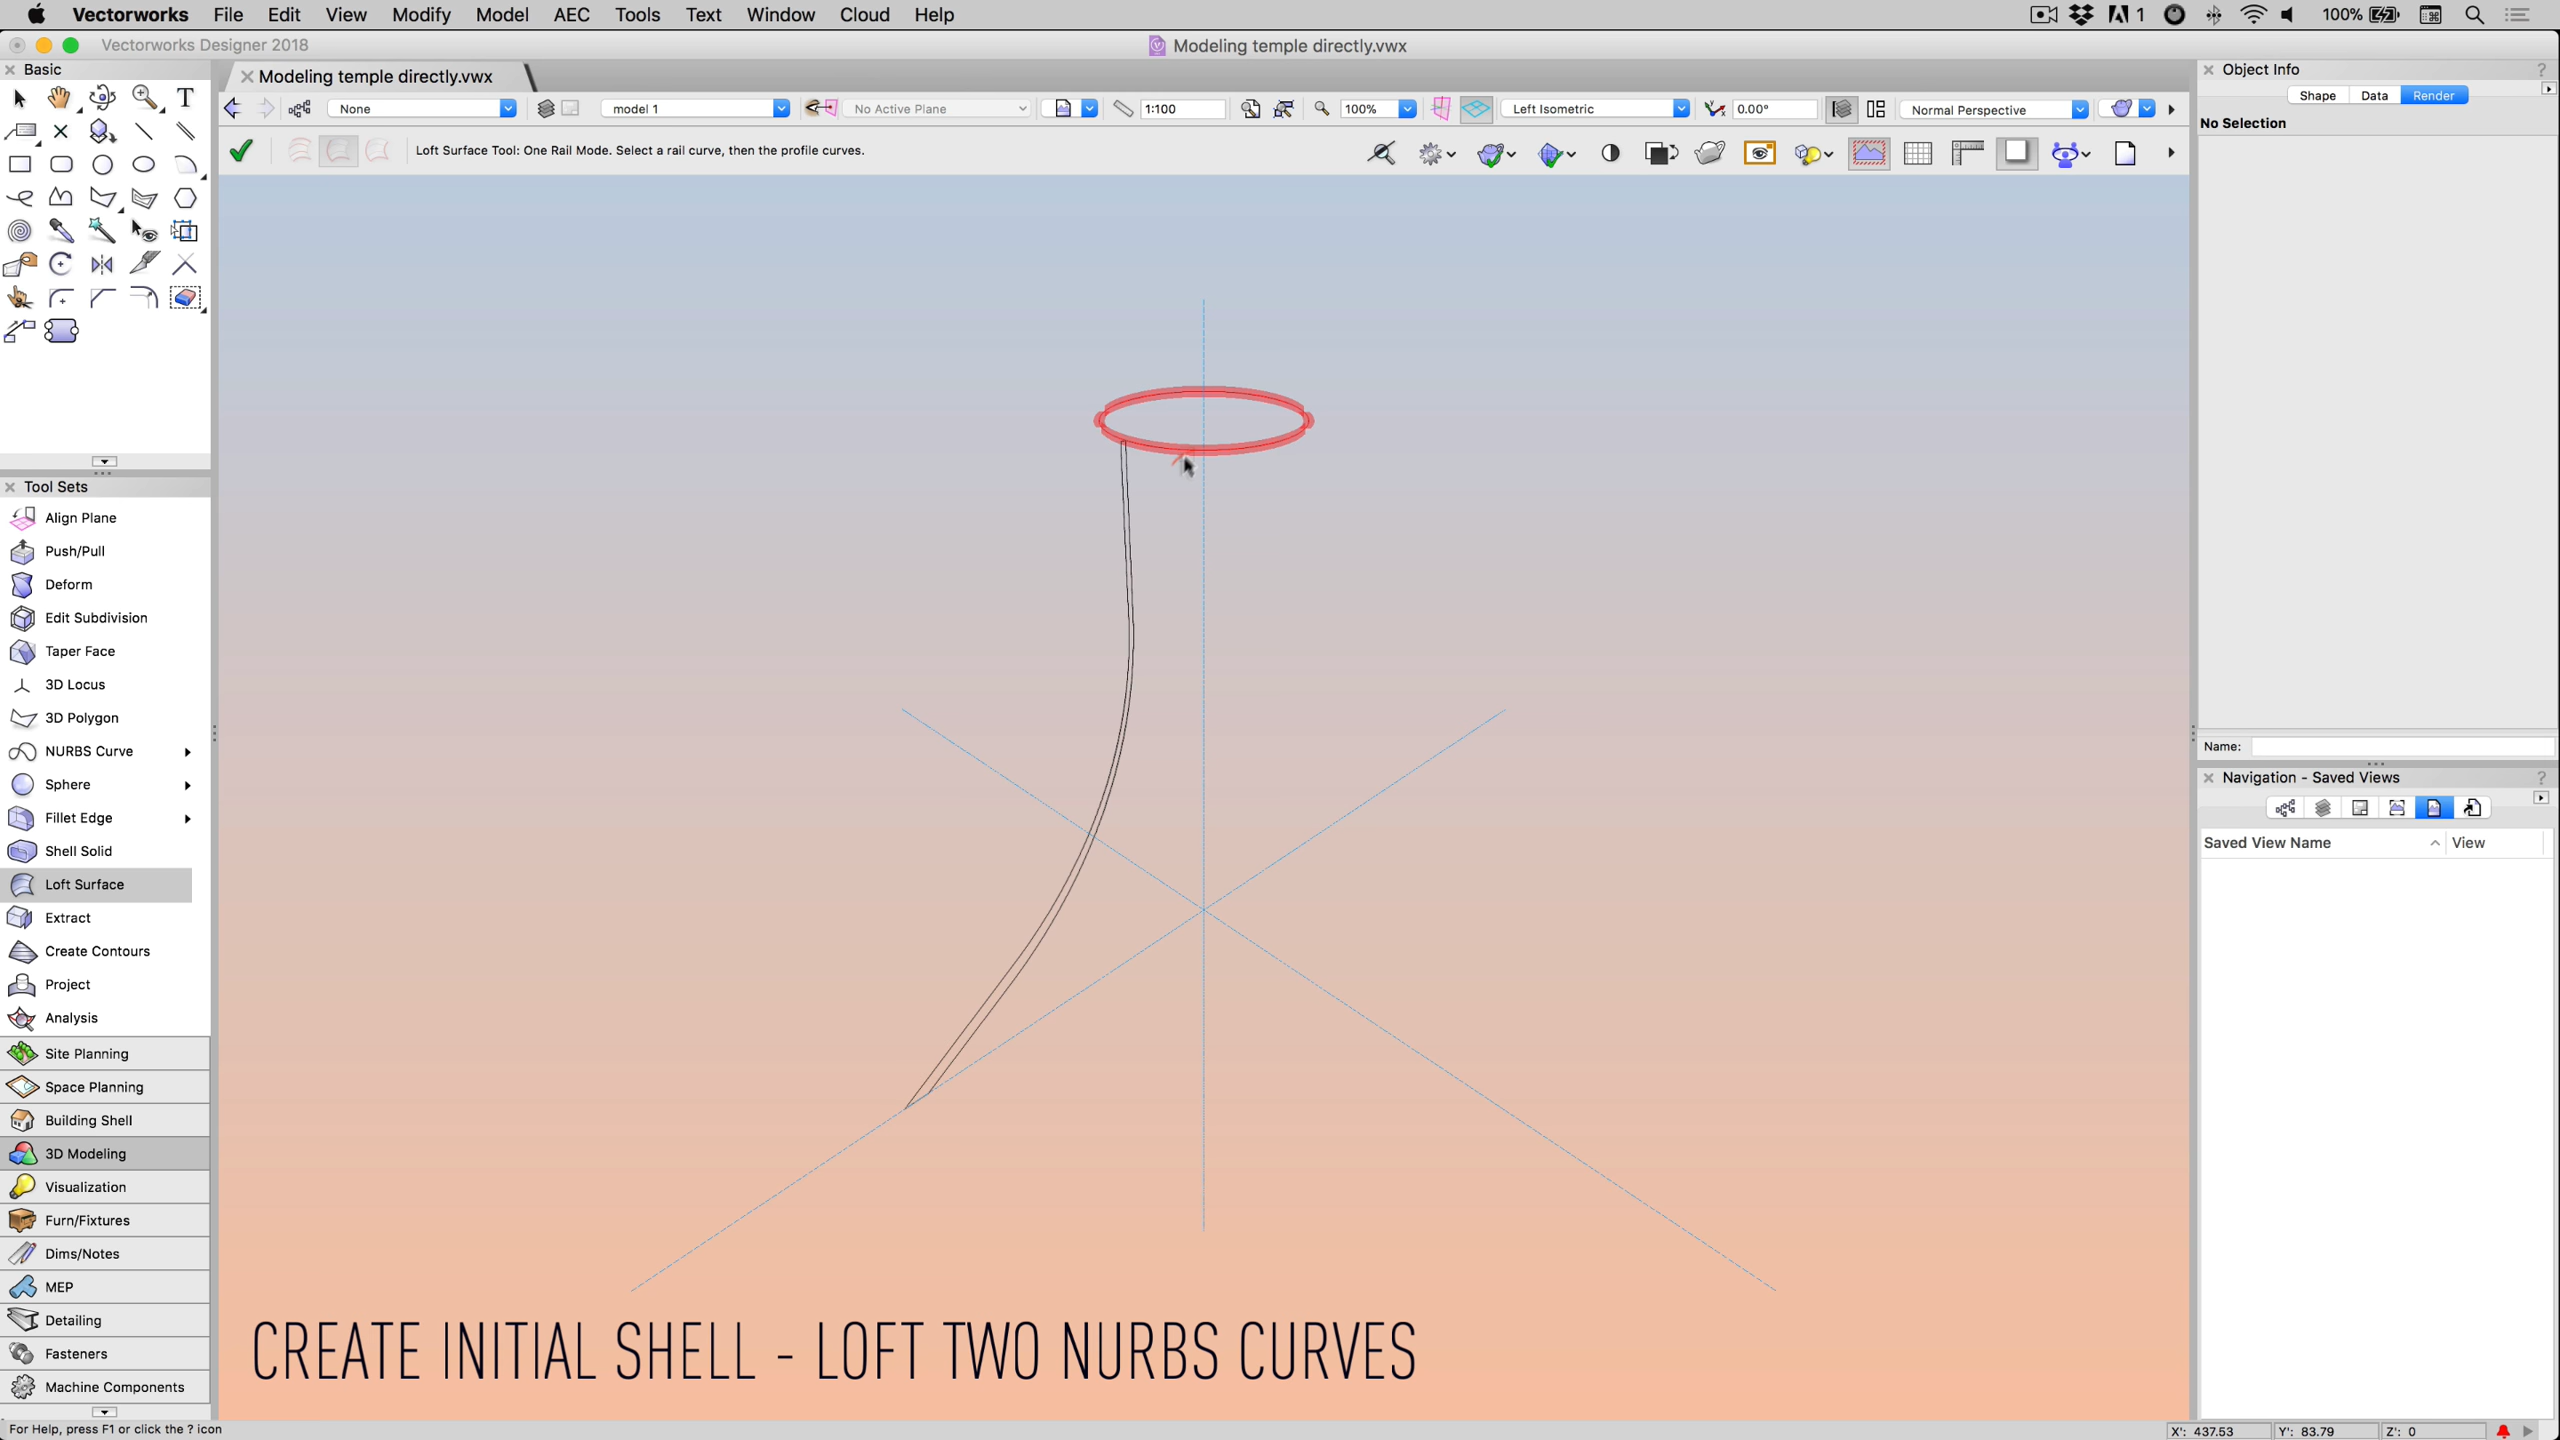 Vectorworks File Edit View Modify Model AEC Tools Text Window Cloud Help 1 100%
Vectorworks Designer 2018 Modeling temple directly.vwx
Basic
Modeling temple directly.vwx
None model 1 No Active Plane 1:100 100% Left Isometric 0.00° Normal Perspective
Loft Surface Tool: One Rail Mode. Select a rail curve, then the profile curves.
Tool Sets
Align Plane
Push/Pull
Deform
Edit Subdivision
Taper Face
3D Locus
3D Polygon
NURBS Curve
Sphere
Fillet Edge
Shell Solid
Loft Surface
Extract
Create Contours
Project
Analysis
Site Planning
Space Planning
Building Shell
3D Modeling
Visualization
Furn/Fixtures
Dims/Notes
MEP
Detailing
Fasteners
Machine Components
Object Info ?
Shape Data Render
No Selection
Name:
Navigation - Saved Views ?
Saved View Name View
CREATE INITIAL SHELL - LOFT TWO NURBS CURVES
For Help, press F1 or click the ? icon
X': 437.53 Y': 83.79 Z': 0